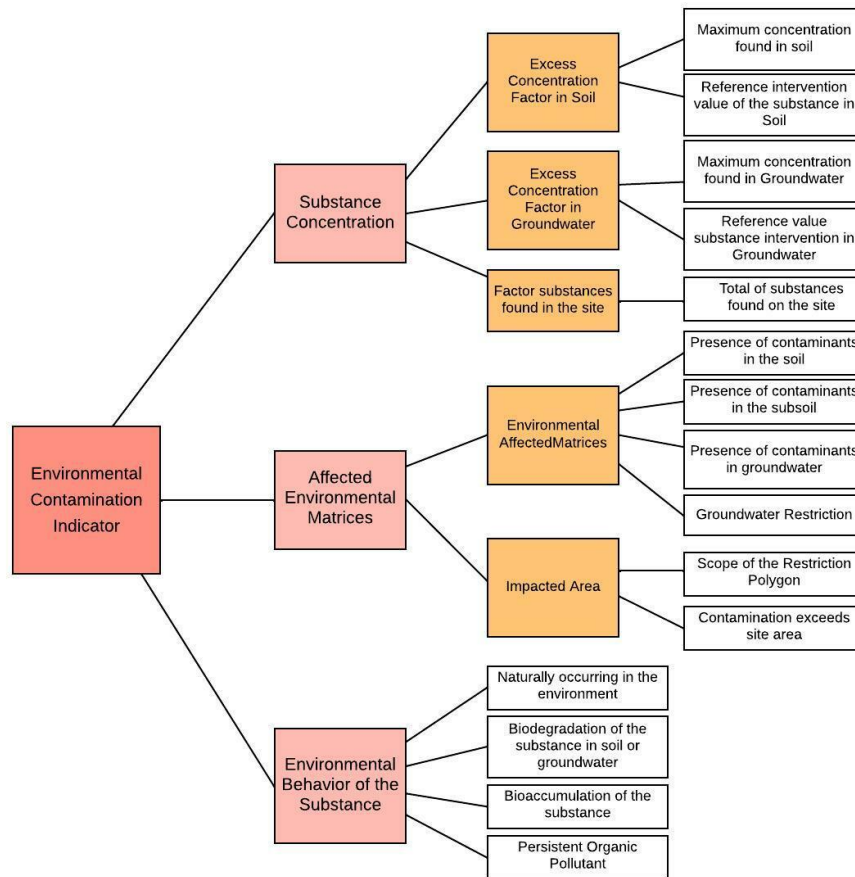 Environmental
Contamination
Indicator
Substance
Concentration
Excess
Concentration
Factor in Soil
Maximum concentration
found in soil
Reference intervention
value of the substance in
Soil
Excess
Concentration
Factor in
Groundwater
Maximum concentration
found in Groundwater
Reference value
substance intervention in
Groundwater
Factor substances
found in the site
Total of substances
found on the site
Affected
Environmental
Matrices
Environmental
AffectedMatrices
Presence of contaminants
in the soil
Presence of contaminants
in the subsoil
Presence of contaminants
in groundwater
Groundwater Restriction
Impacted Area
Scope of the Restriction
Polygon
Contamination exceeds
site area
Environmental
Behavior of the
Substance
Naturally occurring in the
environment
Biodegradation of the
substance in soil or
groundwater
Bioaccumulation of the
substance
Persistent Organic
Pollutant